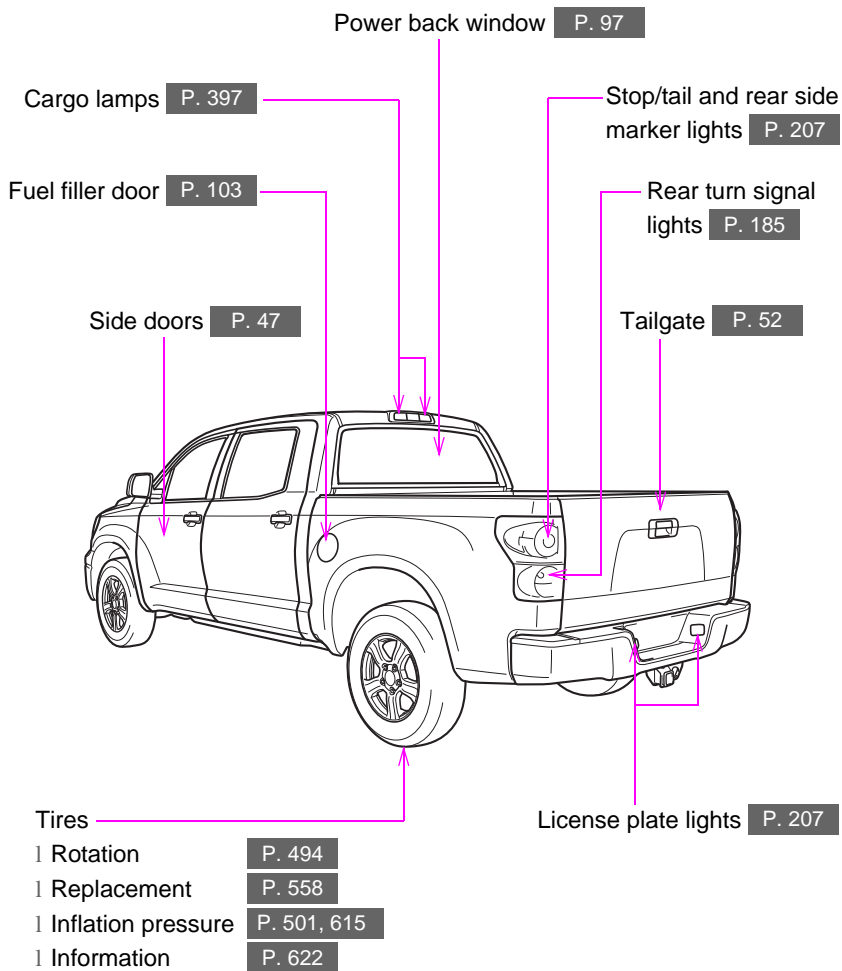 Power back window P. 97
Cargo lamps P. 397
Stop/tail and rear side
marker lights P. 207
Fuel filler door P. 103
Rear turn signal
lights P. 185
Side doors P. 47
Tailgate P. 52
Tires
l Rotation P. 494
l Replacement P. 558
l Inflation pressure P. 501, 615
l Information P. 622
License plate lights P. 207